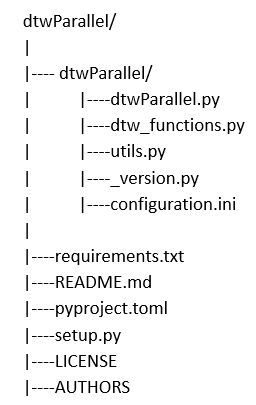 dtwParallel/
|
|---- dtwParallel/
|          |----dtwParallel.py
|          |----dtw_functions.py
|          |----utils.py
|          |----_version.py
|          |----configuration.ini
|
|----requirements.txt
|----README.md
|----pyproject.toml
|----setup.py
|----LICENSE
|----AUTHORS